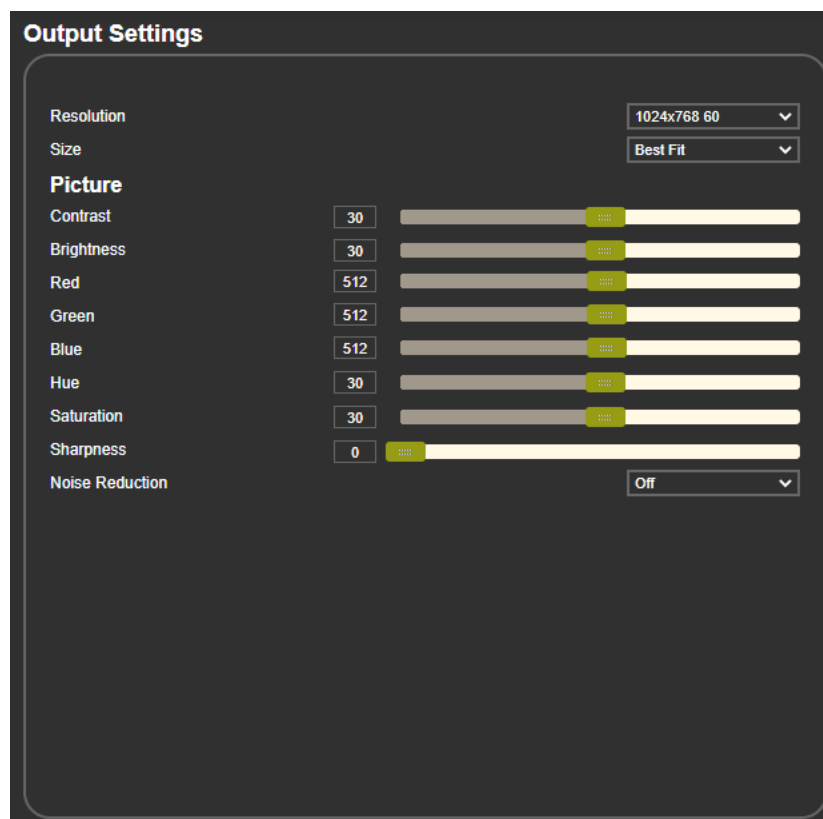 Output Settings
Resolution 1024x768 60
Size Best Fit
Picture
Contrast 30
Brightness 30
Red 512
Green 512
Blue 512
Hue 30
Saturation 30
Sharpness 0
Noise Reduction Off